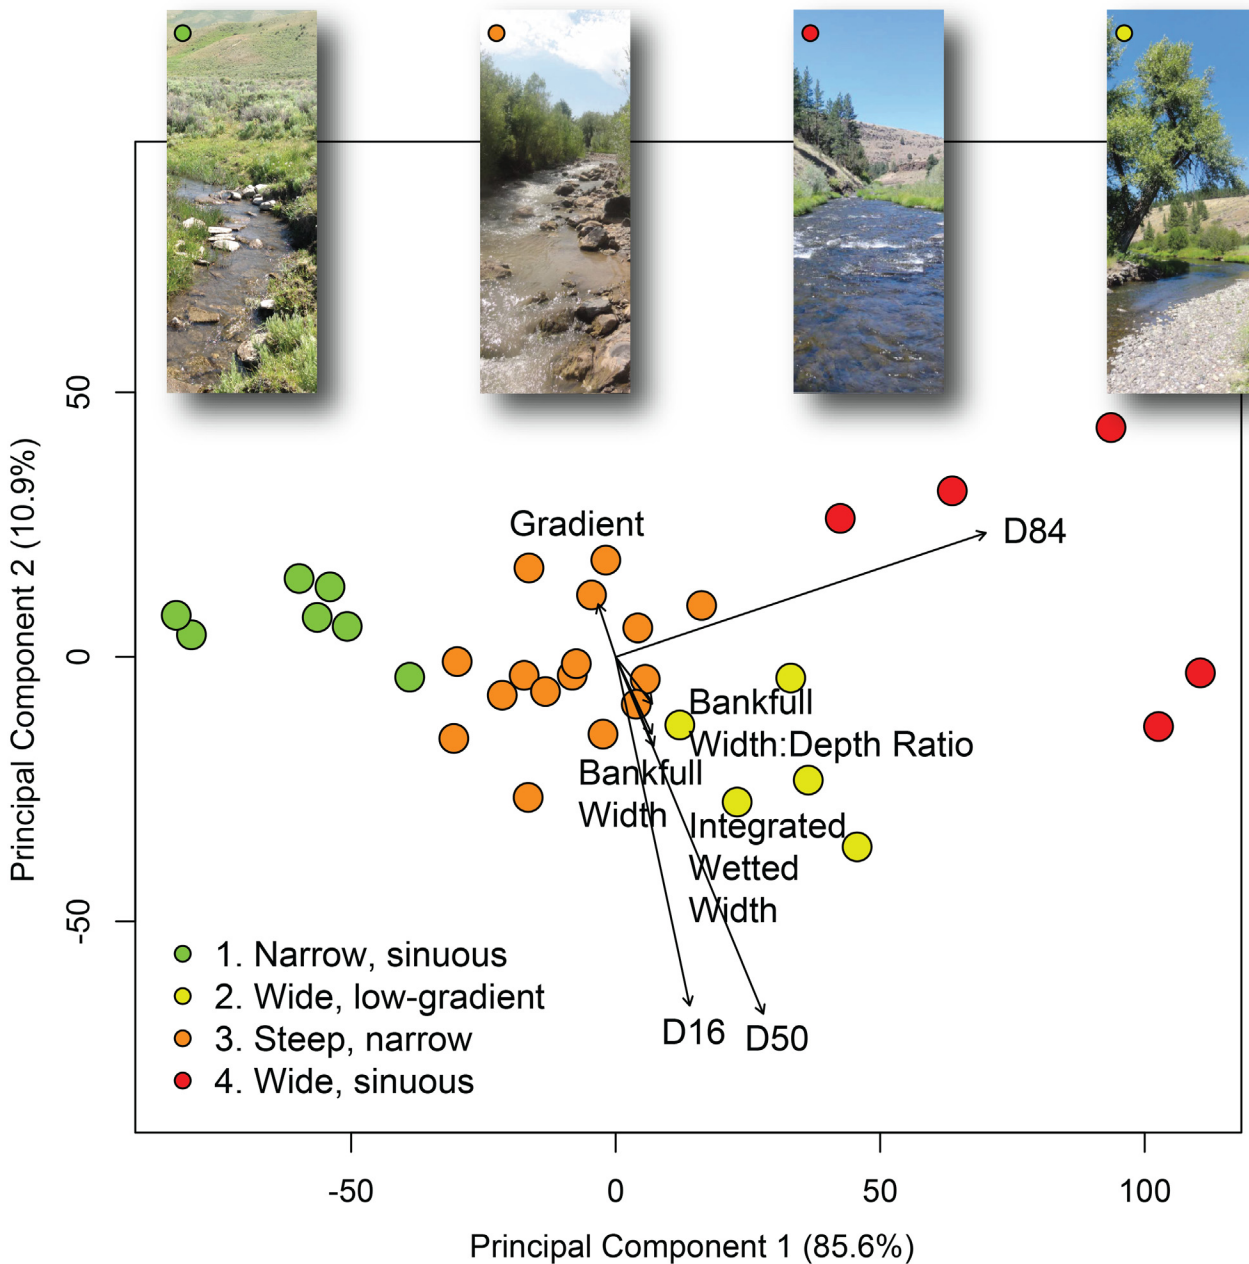 50
0
-50
Principal Component 2 (10.9%)
Gradient
D84
Bankfull
Width:Depth Ratio
Bankfull
Width
Integrated
Wetted
Width
D16
D50
1. Narrow, sinuous
2. Wide, low-gradient
3. Steep, narrow
4. Wide, sinuous
-50
0
50
100
Principal Component 1 (85.6%)